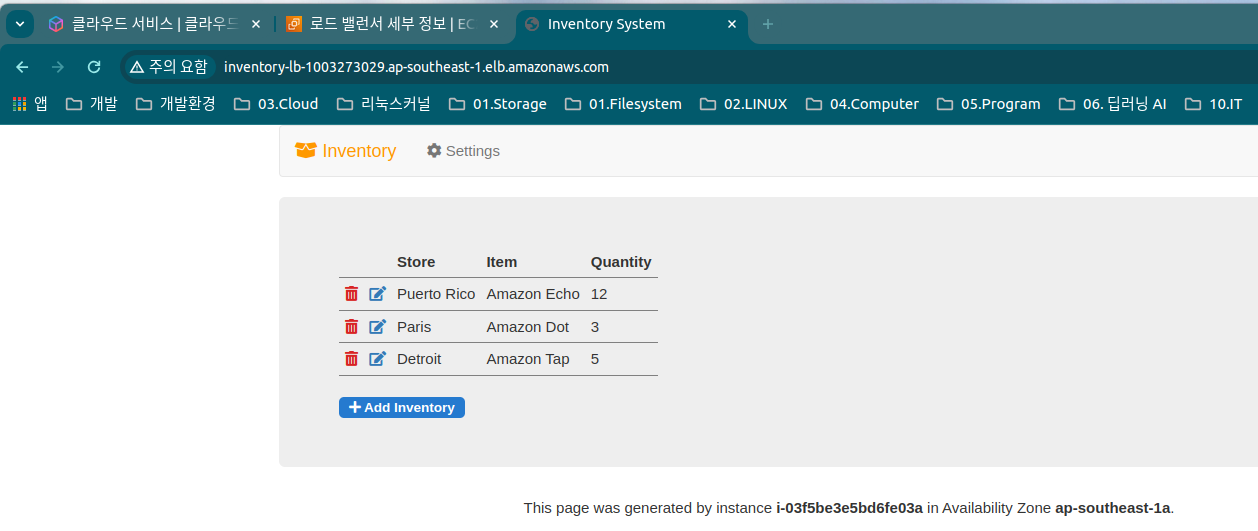 클라우드 서비스 | 클라우드
로드 밸런서 세부 정보 | EC
Inventory System
주의 요함 inventory-lb-1003273029.ap-southeast-1.elb.amazonaws.com
앱 개발 개발환경 03.Cloud 리눅스커널 01.Storage 01.Filesystem 02.LINUX 04.Computer 05.Program 06. 딥러닝 AI 10.IT
Inventory Settings
Store Item Quantity
Puerto Rico Amazon Echo 12
Paris Amazon Dot 3
Detroit Amazon Tap 5
Add Inventory
This page was generated by instance i-03f5be3e5bd6fe03a in Availability Zone ap-southeast-1a.